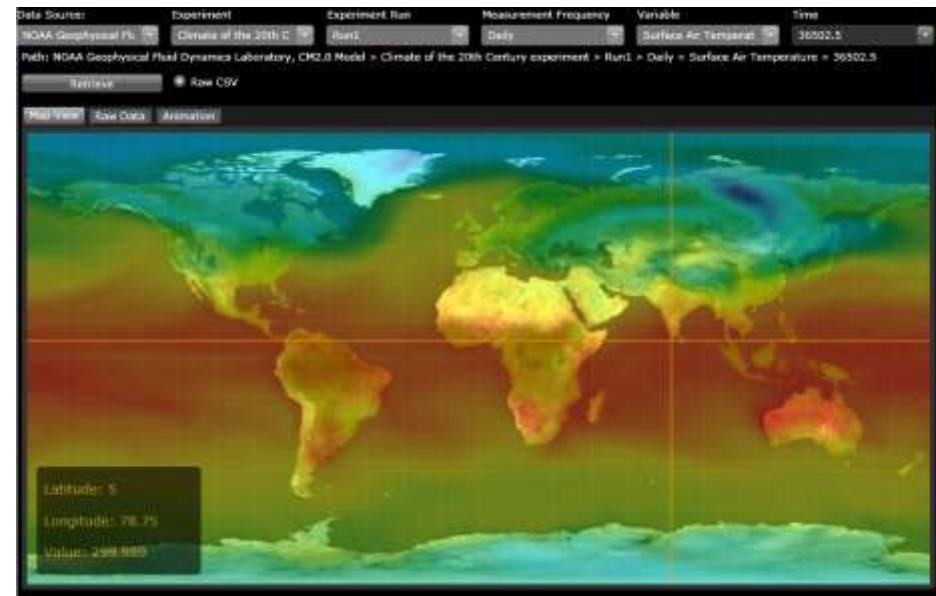 Data Source: Experiment Experiment Run Measurement Frequency Variable Time
NOAA Geophysical Flu Climate of the 20th C Run1 Daily Surface Air Temperat 36502.5
Path: NOAA Geophysical Fluid Dynamics Laboratory, CM2.0 Model > Climate of the 20th Century experiment > Run1 > Daily > Surface Air Temperature > 36502.5
Retrieve Raw CSV
Map View Raw Data Animation
Latitude: 5
Longitude: 78.75
Value: 299.989